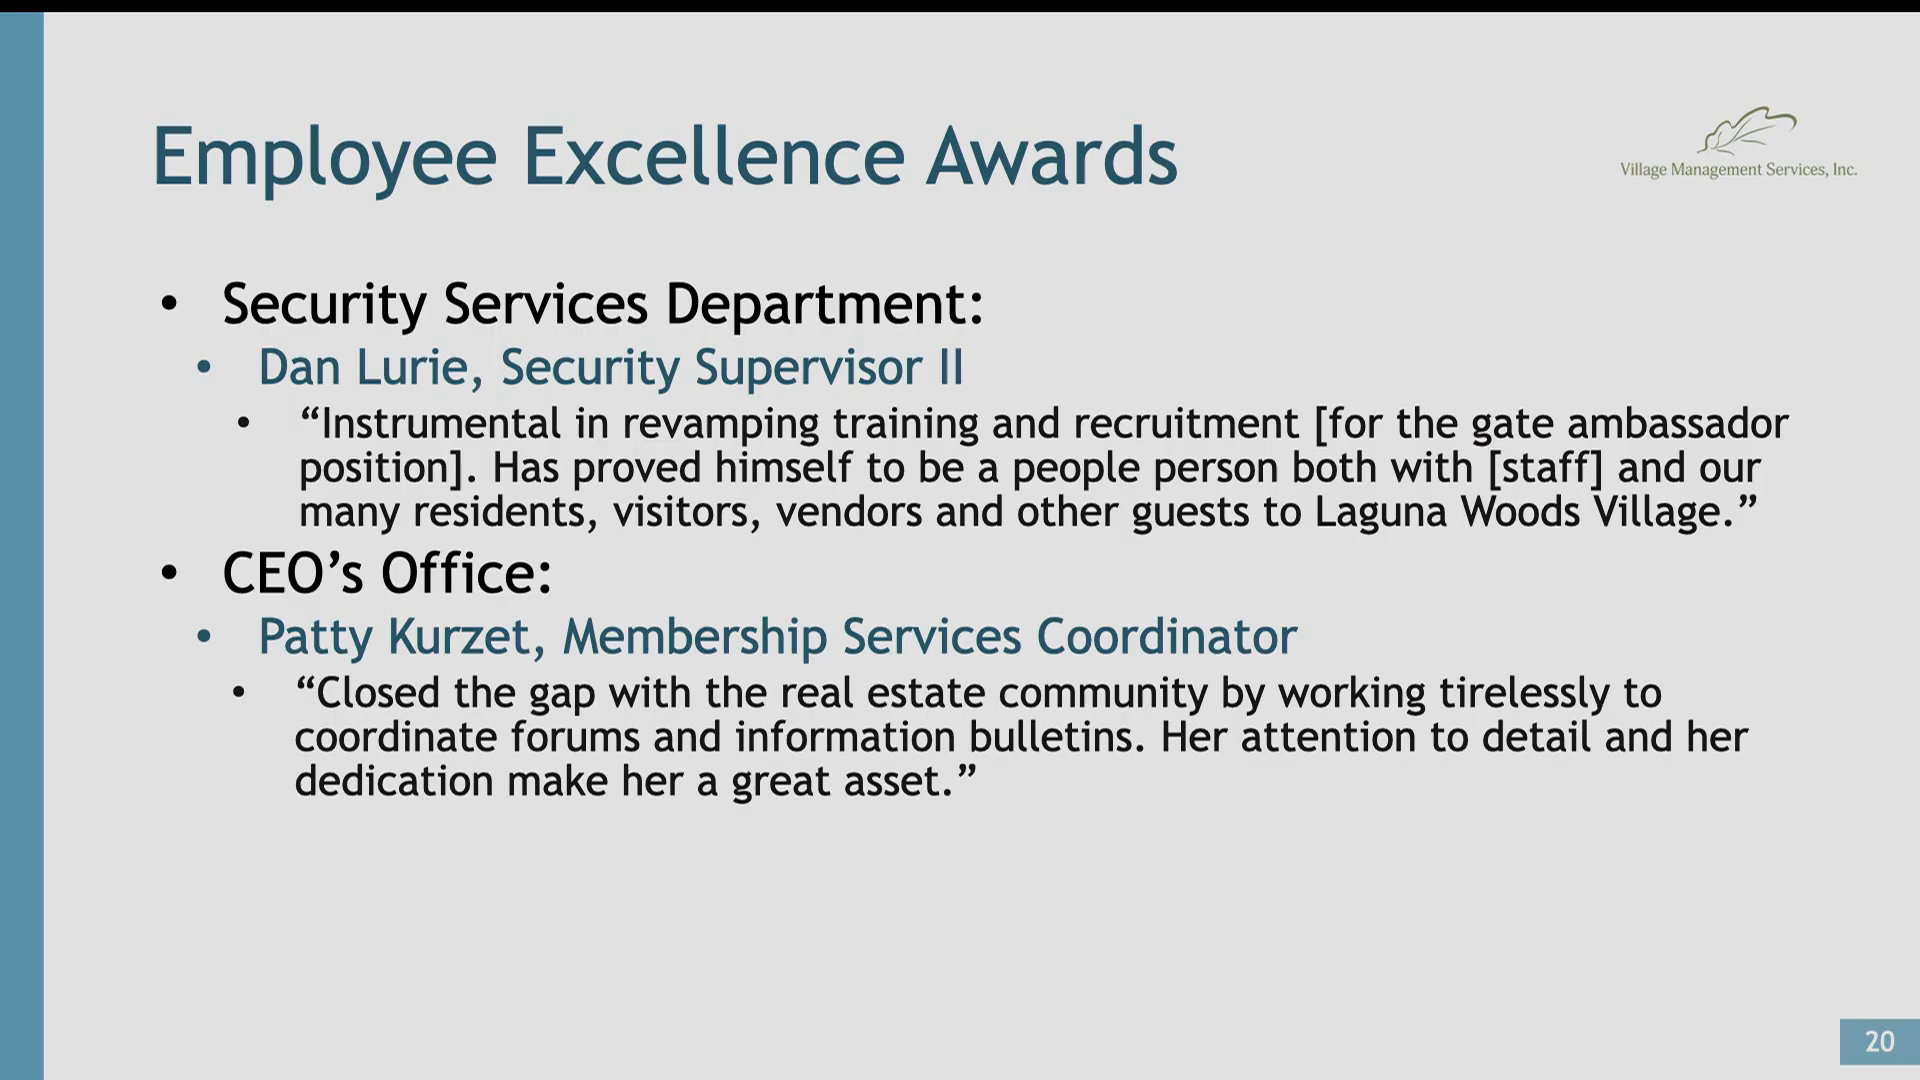 Employee Excellence Awards
Village Management Services, Inc.
• Security Services Department:
• Dan Lurie, Security Supervisor II
• “Instrumental in revamping training and recruitment [for the gate ambassador
position]. Has proved himself to be a people person both with [staff] and our
many residents, visitors, vendors and other guests to Laguna Woods Village.”
• CEO’s Office:
• Patty Kurzet, Membership Services Coordinator
• “Closed the gap with the real estate community by working tirelessly to
coordinate forums and information bulletins. Her attention to detail and her
dedication make her a great asset.”
20